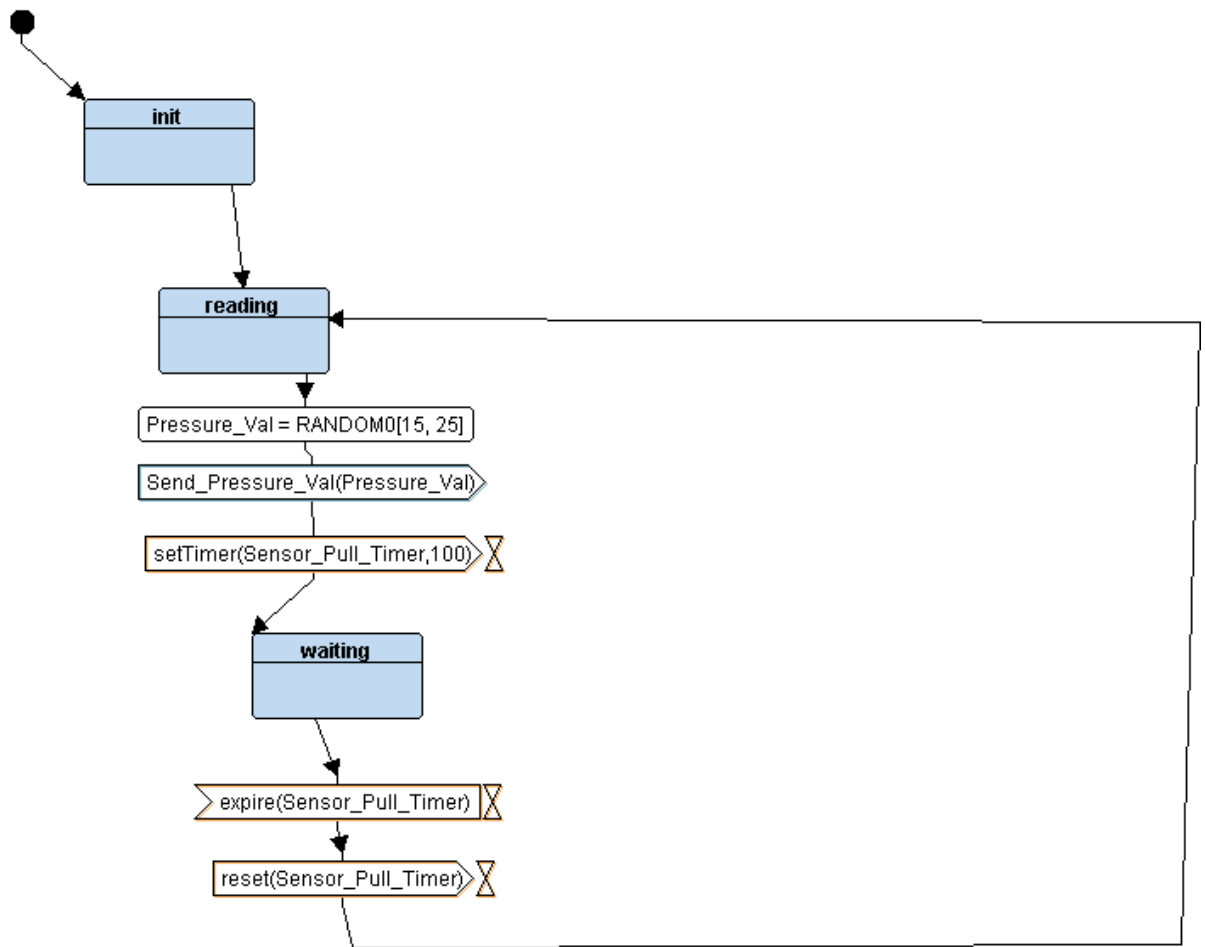 init
reading
Pressure_Val = RANDOM0[15, 25]
Send_Pressure_Val(Pressure_Val)
setTimer(Sensor_Pull_Timer,100)
waiting
expire(Sensor_Pull_Timer)
reset(Sensor_Pull_Timer)